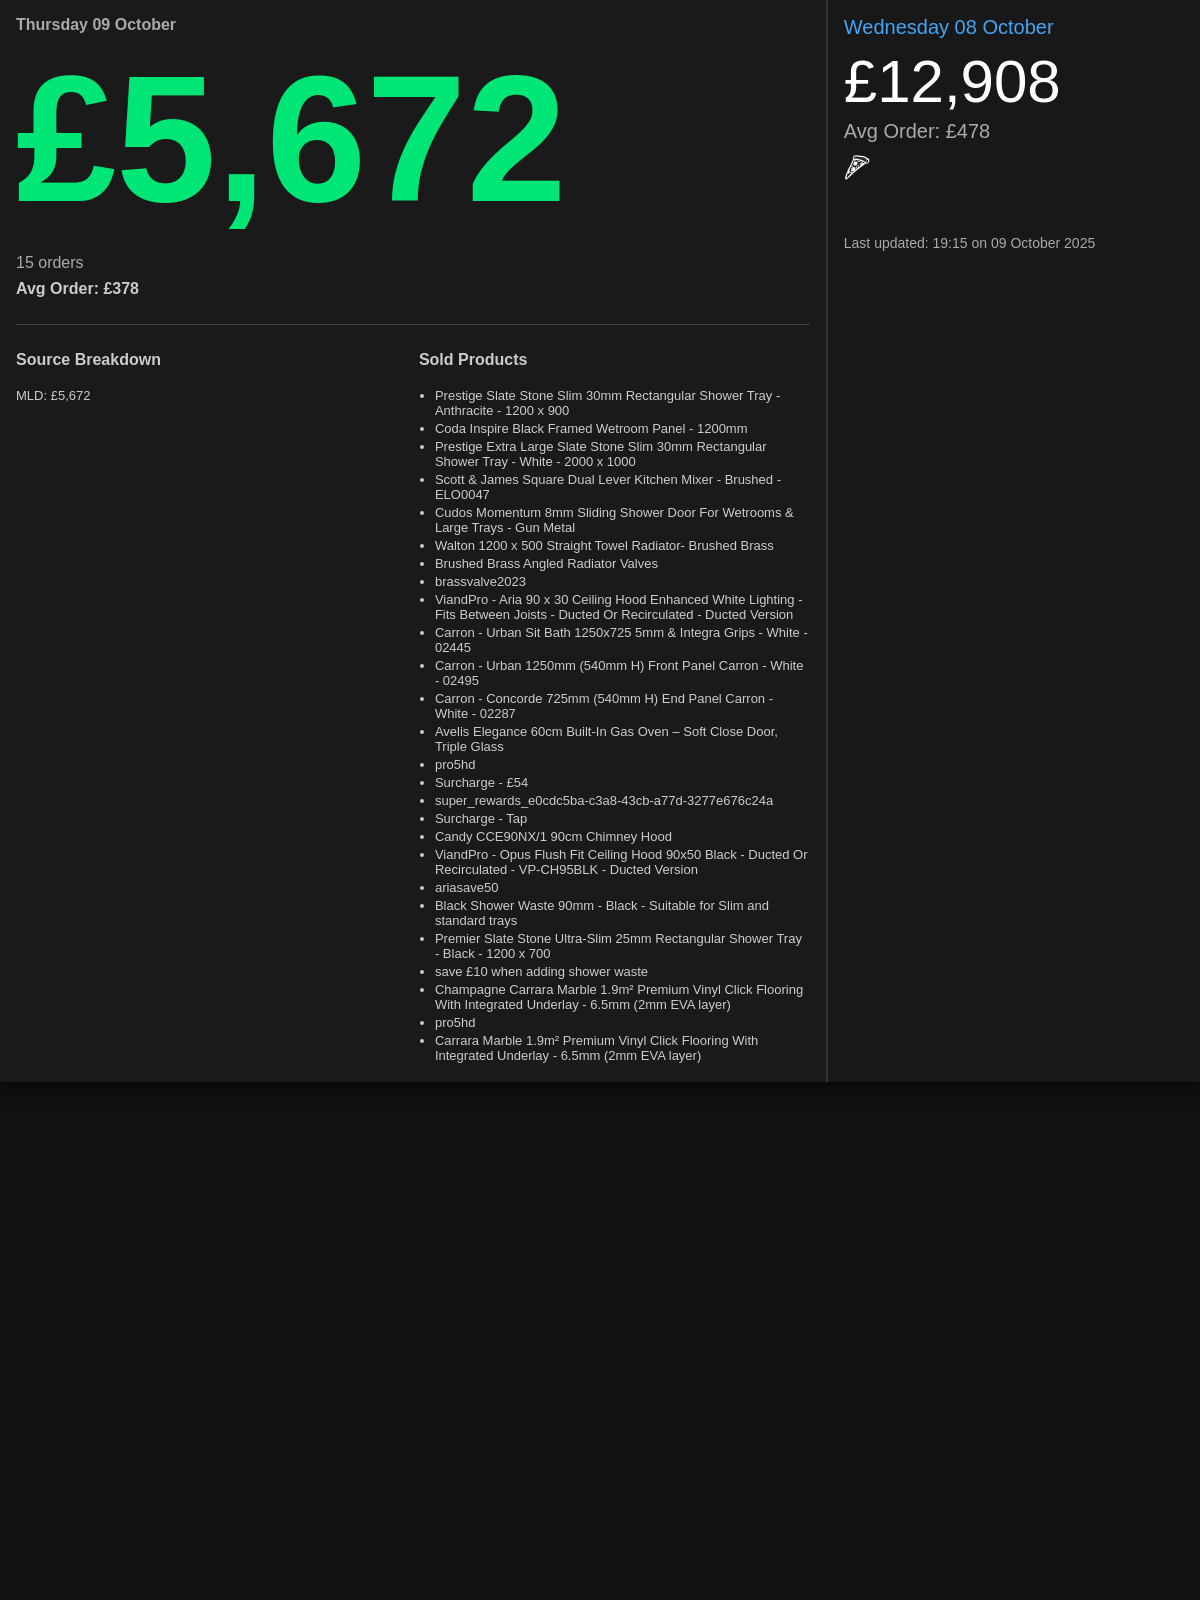 Thursday 09 October
£5,672
15 orders
Avg Order: £378
Source Breakdown
MLD: £5,672
Sold Products
• Prestige Slate Stone Slim 30mm Rectangular Shower Tray -
Anthracite - 1200 x 900
• Coda Inspire Black Framed Wetroom Panel - 1200mm
• Prestige Extra Large Slate Stone Slim 30mm Rectangular
Shower Tray - White - 2000 x 1000
• Scott & James Square Dual Lever Kitchen Mixer - Brushed -
ELO0047
• Cudos Momentum 8mm Sliding Shower Door For Wetrooms &
Large Trays - Gun Metal
• Walton 1200 x 500 Straight Towel Radiator- Brushed Brass
• Brushed Brass Angled Radiator Valves
• brassvalve2023
• ViandPro - Aria 90 x 30 Ceiling Hood Enhanced White Lighting -
Fits Between Joists - Ducted Or Recirculated - Ducted Version
• Carron - Urban Sit Bath 1250x725 5mm & Integra Grips - White -
02445
• Carron - Urban 1250mm (540mm H) Front Panel Carron - White
- 02495
• Carron - Concorde 725mm (540mm H) End Panel Carron -
White - 02287
• Avelis Elegance 60cm Built-In Gas Oven – Soft Close Door,
Triple Glass
• pro5hd
• Surcharge - £54
• super_rewards_e0cdc5ba-c3a8-43cb-a77d-3277e676c24a
• Surcharge - Tap
• Candy CCE90NX/1 90cm Chimney Hood
• ViandPro - Opus Flush Fit Ceiling Hood 90x50 Black - Ducted Or
Recirculated - VP-CH95BLK - Ducted Version
• ariasave50
• Black Shower Waste 90mm - Black - Suitable for Slim and
standard trays
• Premier Slate Stone Ultra-Slim 25mm Rectangular Shower Tray
- Black - 1200 x 700
• save £10 when adding shower waste
• Champagne Carrara Marble 1.9m² Premium Vinyl Click Flooring
With Integrated Underlay - 6.5mm (2mm EVA layer)
• pro5hd
• Carrara Marble 1.9m² Premium Vinyl Click Flooring With
Integrated Underlay - 6.5mm (2mm EVA layer)
Wednesday 08 October
£12,908
Avg Order: £478
Last updated: 19:15 on 09 October 2025